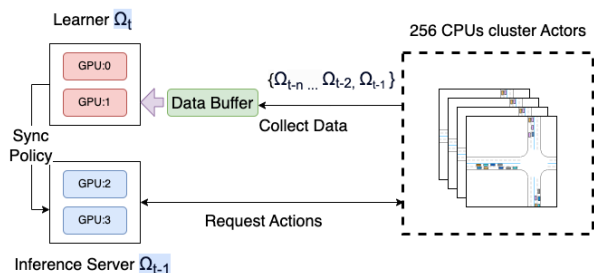 Learner Ωt
256 CPUs cluster Actors
GPU:0
GPU:1
{Ωt-n ... Ωt-2, Ωt-1 }
Data Buffer
Collect Data
Sync
Policy
GPU:2
GPU:3
Request Actions
Inference Server Ωt-1